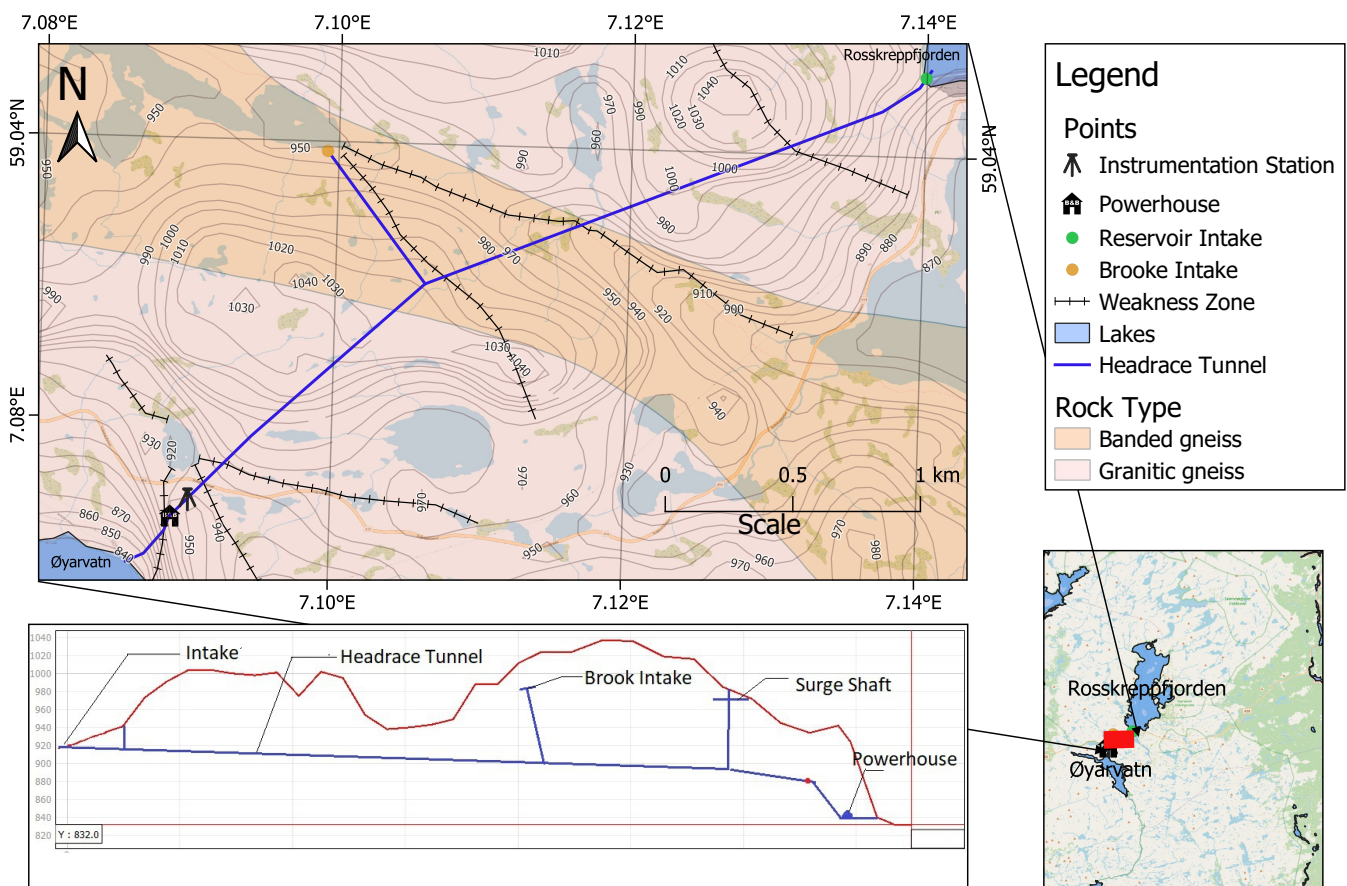 7.08°E 7.10°E 7.12°E 7.14°E
59.04°N
7.08°E
59.04°N
N
Rosskreppfjorden
1010
1010
1040
970
990
1020
1030
960
950
950
950
990
1000
1000
980
1000
1010
990
1020
980
970
890
880
870
1040
1030
1030
990
950
940
920
910
900
1030
1040
940
930
920
930
970
940
960
950
970
960
970
980
860
870
850
840
950
940
Øyarvatn
0 0.5 1 km
Scale
7.10°E 7.12°E 7.14°E
Legend
Points
Instrumentation Station
B&B
Powerhouse
Reservoir Intake
Brooke Intake
Weakness Zone
Lakes
Headrace Tunnel
Rock Type
Banded gneiss
Granitic gneiss
1040
1020
1000
980
960
940
920
900
880
860
840
820
Y : 832.0
Intake
Headrace Tunnel
Brook Intake
Surge Shaft
Powerhouse
Rosskreppfjorden
Øyarvatn